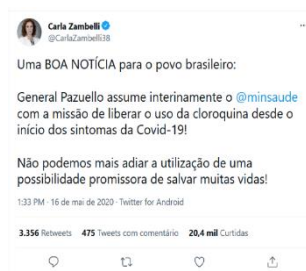 Carla Zambelli
@CarlaZambelli38
Uma BOA NOTÍCIA para o povo brasileiro:
General Pazuello assume interinamente o @minsaude
com a missão de liberar o uso da cloroquina desde o
início dos sintomas da Covid-19!
Não podemos mais adiar a utilização de uma
possibilidade promissora de salvar muitas vidas!
1:33 PM · 16 de mai de 2020 · Twitter for Android
3.356 Retweets 475 Tweets com comentário 20,4 mil Curtidas